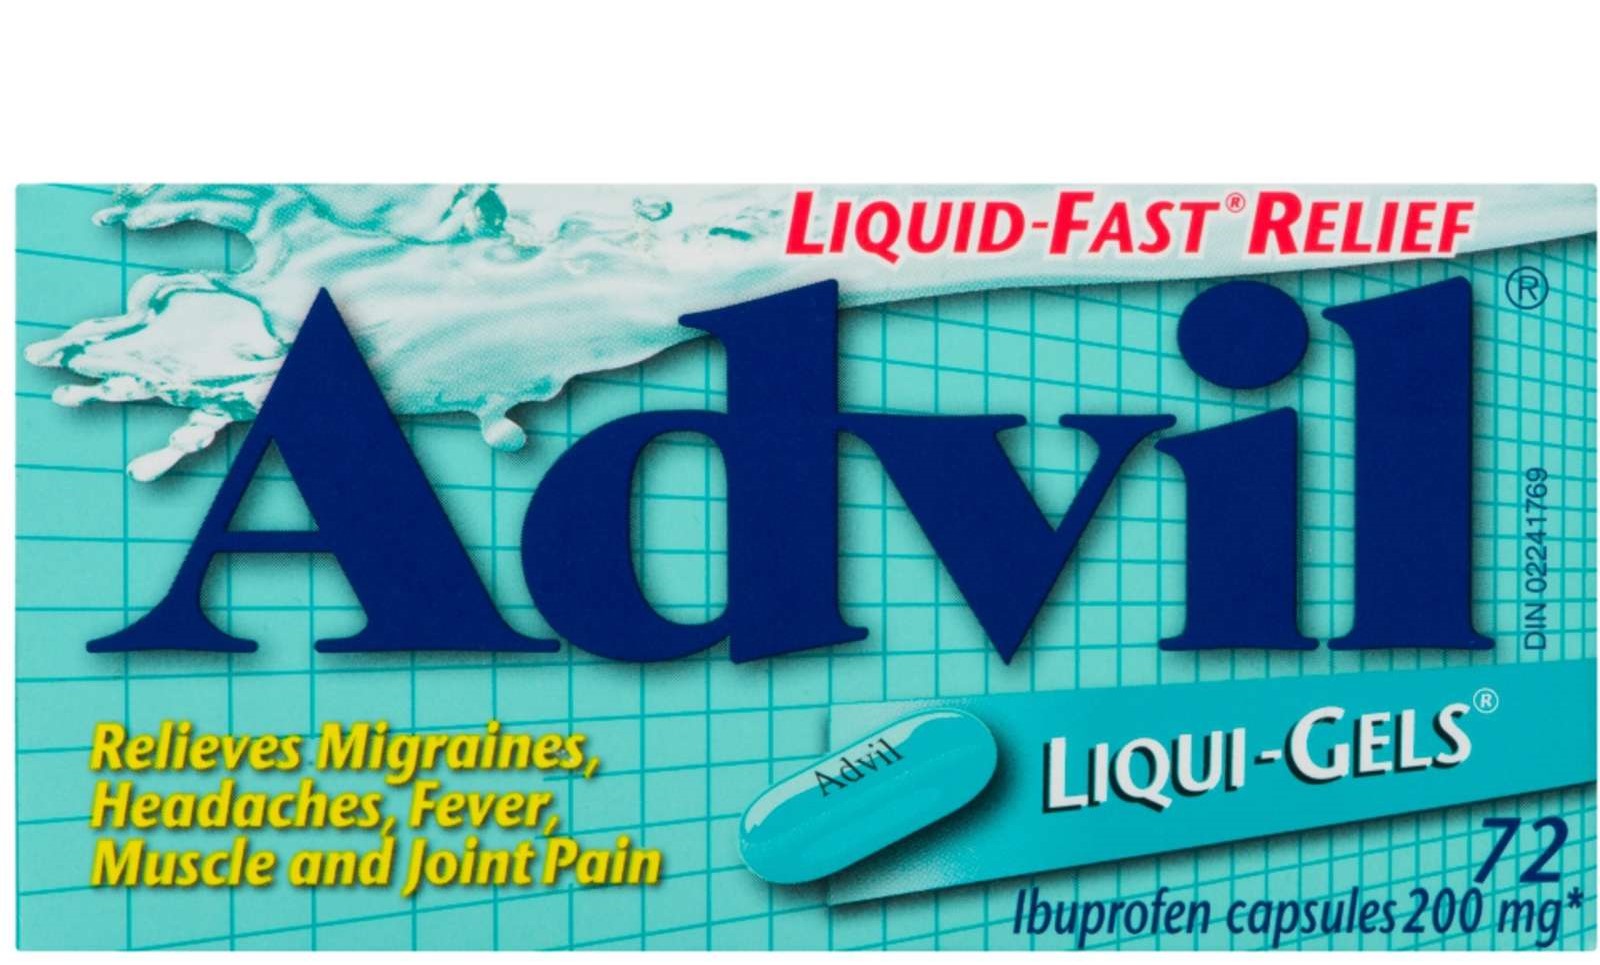 LIQUID-FAST® RELIEF
Advil®
DIN 02241769
Relieves Migraines,
Headaches, Fever,
Muscle and Joint Pain
Advil
LIQUI-GELS®
72
Ibuprofen capsules 200 mg*